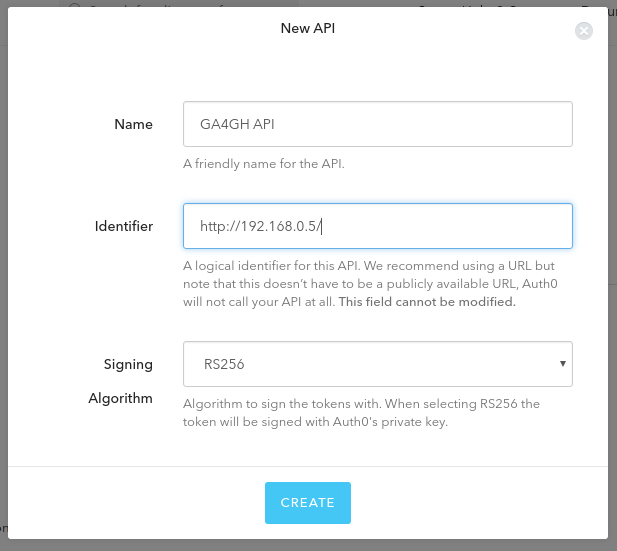 New API
Name
GA4GH API
A friendly name for the API.
Identifier
http://192.168.0.5/
A logical identifier for this API. We recommend using a URL but
note that this doesn’t have to be a publicly available URL, Auth0
will not call your API at all. This field cannot be modified.
Signing
Algorithm
RS256
Algorithm to sign the tokens with. When selecting RS256 the
token will be signed with Auth0's private key.
CREATE